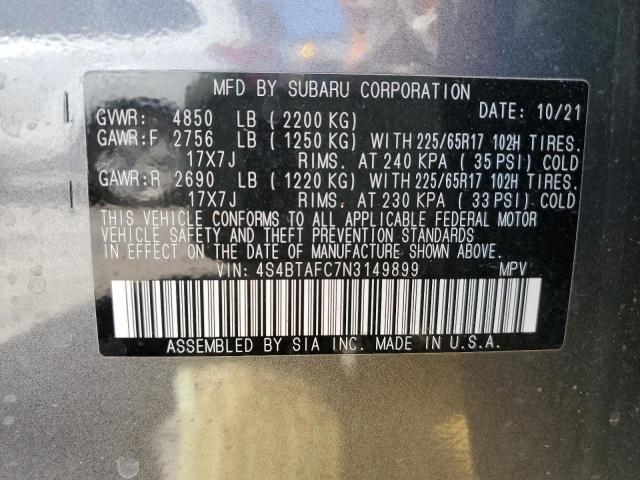 MFD BY SUBARU CORPORATION
GVWR: 4850 LB (2200 KG) DATE: 10/21
GAWR:F 2756 LB (1250 KG) WITH 225/65R17 102H TIRES.
17X7J RIMS. AT 240 KPA (35 PSI) COLD
GAWR:R 2690 LB (1220 KG) WITH 225/65R17 102H TIRES.
17X7J RIMS. AT 230 KPA (33 PSI) COLD
THIS VEHICLE CONFORMS TO ALL APPLICABLE FEDERAL MOTOR
VEHICLE SAFETY AND THEFT PREVENTION STANDARDS
IN EFFECT ON THE DATE OF MANUFACTURE SHOWN ABOVE.
VIN: 4S4BTAFC7N3149899 MPV
ASSEMBLED BY SIA INC. MADE IN U.S.A.